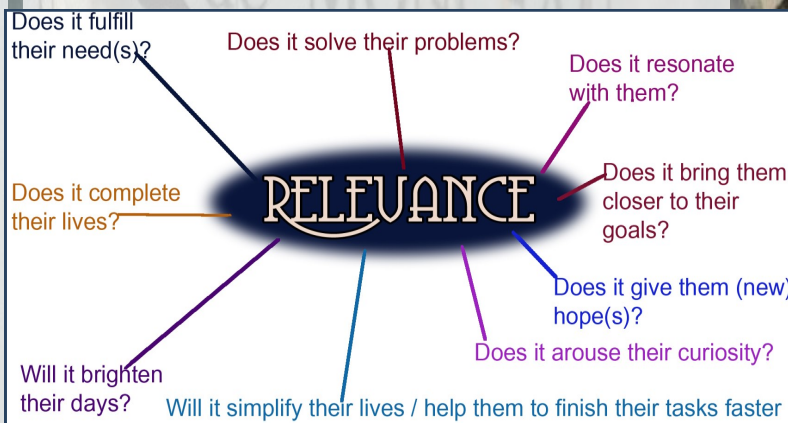 Does it fulfill
their need(s)?
Does it solve their problems?
Does it resonate
with them?
RELEVANCE
Does it bring them
closer to their
goals?
Does it complete
their lives?
Does it give them (new)
hope(s)?
Does it arouse their curiosity?
Will it brighten
their days?
Will it simplify their lives / help them to finish their tasks faster